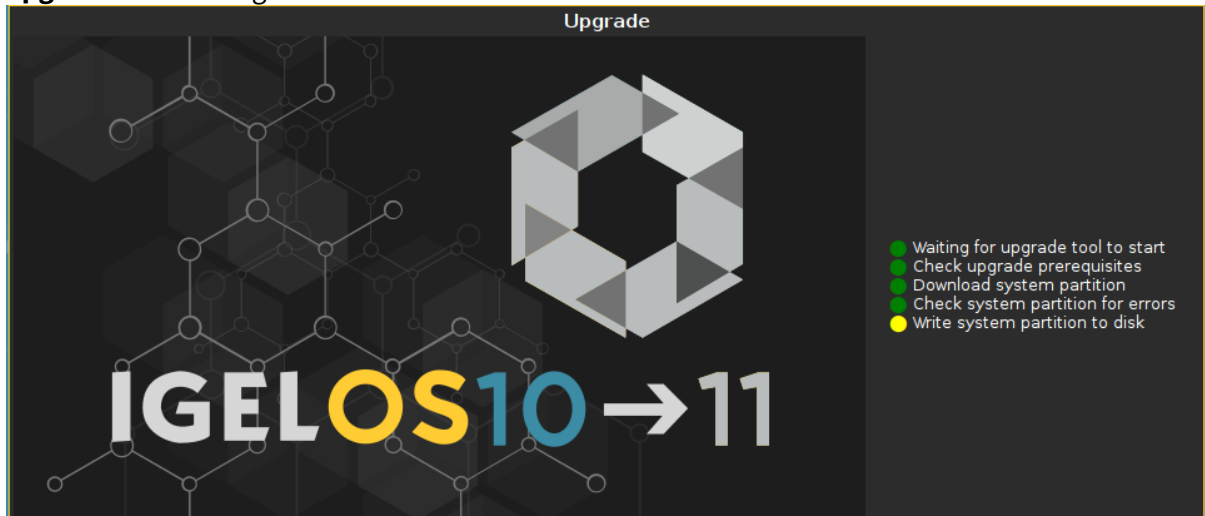 Upgrade
Waiting for upgrade tool to start
Check upgrade prerequisites
Download system partition
Check system partition for errors
Write system partition to disk
IGELOS10→11